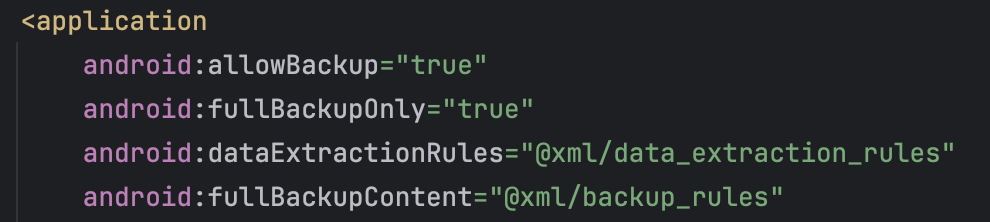 <application
android:allowBackup="true"
android:fullBackupOnly="true"
android:dataExtractionRules="@xml/data_extraction_rules"
android:fullBackupContent="@xml/backup_rules"